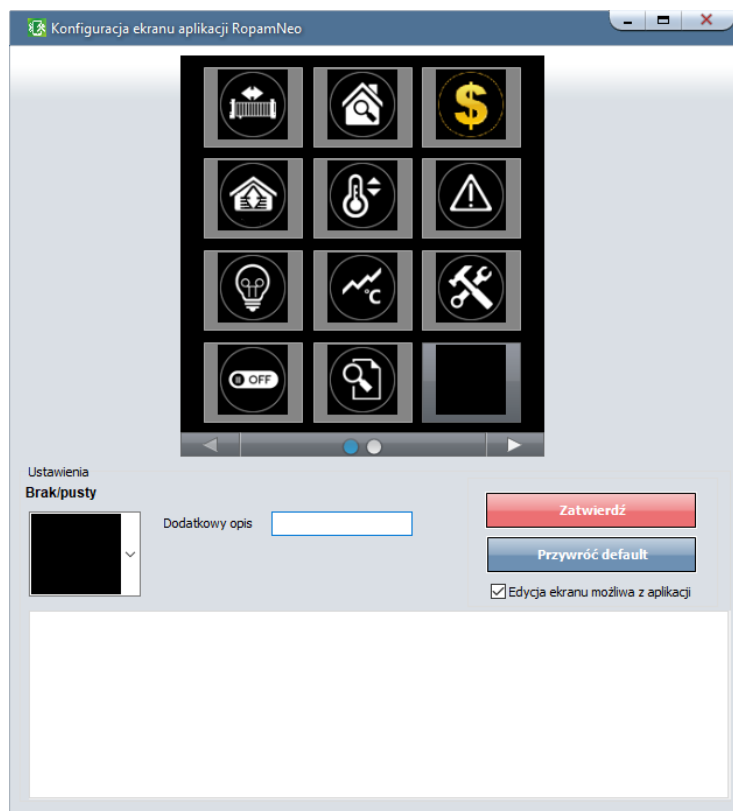 Konfiguracja ekranu aplikacji RopamNeo
$
°C
OFF
Ustawienia
Brak/pusty
Dodatkowy opis
Zatwierdź
Przywróć default
Edycja ekranu możliwa z aplikacji